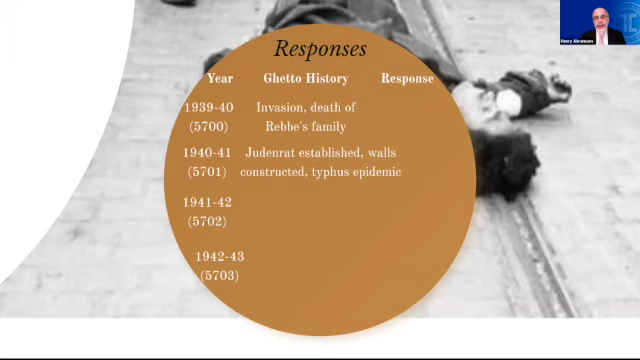 Responses
Year Ghetto History Response
1939-40 Invasion, death of
(5700) Rebbe's family
1940-41 Judenrat established, walls
(5701) constructed, typhus epidemic
1941-42
(5702)
1942-43
(5703)
Henry Abramson